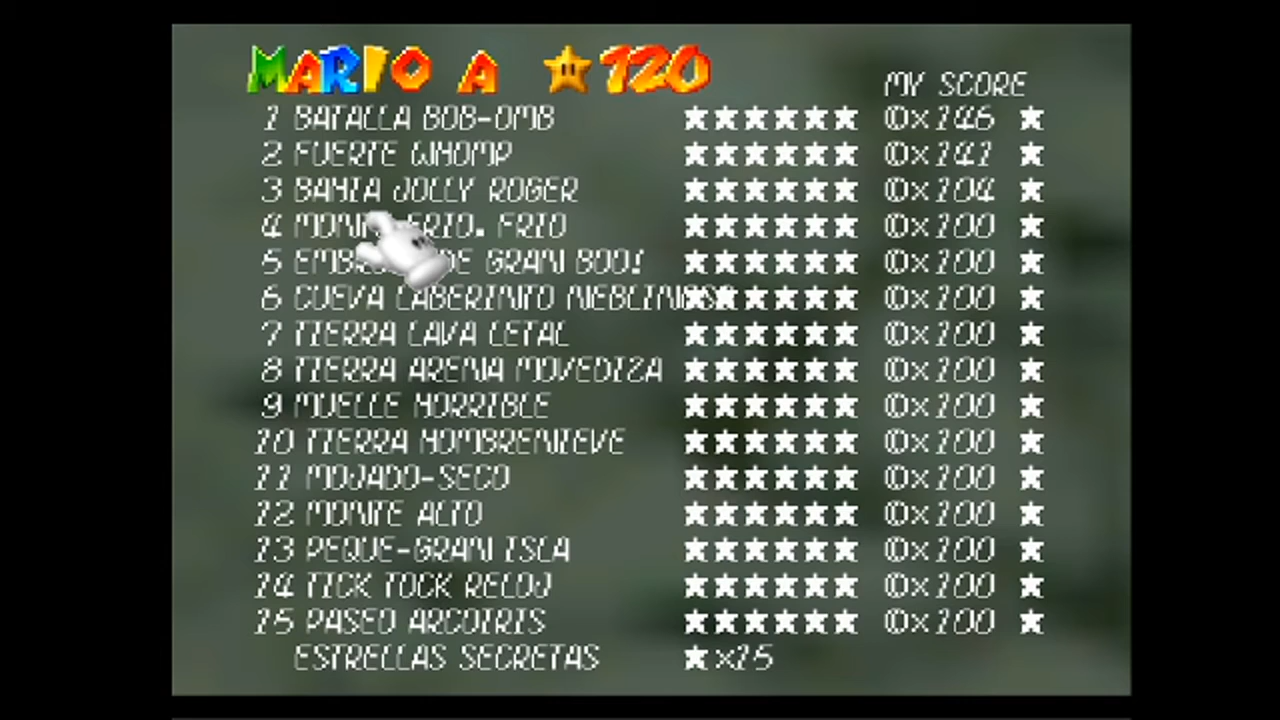 MARIO A ★120
MY SCORE
1 BATALLA BOB-OMB ★★★★★★ ©×146 ★
2 FUERTE WHOMP ★★★★★★ ©×141 ★
3 BAHIA JOLLY ROGER ★★★★★★ ©×104 ★
4 FRIO. FRIO ★★★★★★ ©×100 ★
5 DE GRAN BOO! ★★★★★★ ©×100 ★
6 CUEVA LABERINTO NEBLINOSO ★★★★★★ ©×100 ★
7 TIERRA LAVA LETAL ★★★★★★ ©×100 ★
8 TIERRA ARENA MOVEDIZA ★★★★★★ ©×100 ★
9 MUELLE HORRIBLE ★★★★★★ ©×100 ★
10 TIERRA HOMBRENIEVE ★★★★★★ ©×100 ★
11 MOJADO-SECO ★★★★★★ ©×100 ★
12 MONTE ALTO ★★★★★★ ©×100 ★
13 PEQUE-GRAN ISLA ★★★★★★ ©×100 ★
14 TICK TOCK RELOJ ★★★★★★ ©×100 ★
15 PASEO ARCOIRIS ★★★★★★ ©×100 ★
ESTRELLAS SECRETAS ★×15